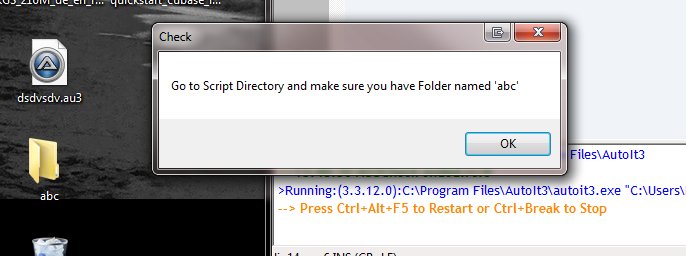 quickstart_cubase_
Check
Go to Script Directory and make sure you have Folder named 'abc'
OK
dsdvsdv.au3
abc
Files\AutoIt3
>Running:(3.3.12.0):C:\Program Files\AutoIt3\autoit3.exe "C:\Users\
--> Press Ctrl+Alt+F5 to Restart or Ctrl+Break to Stop